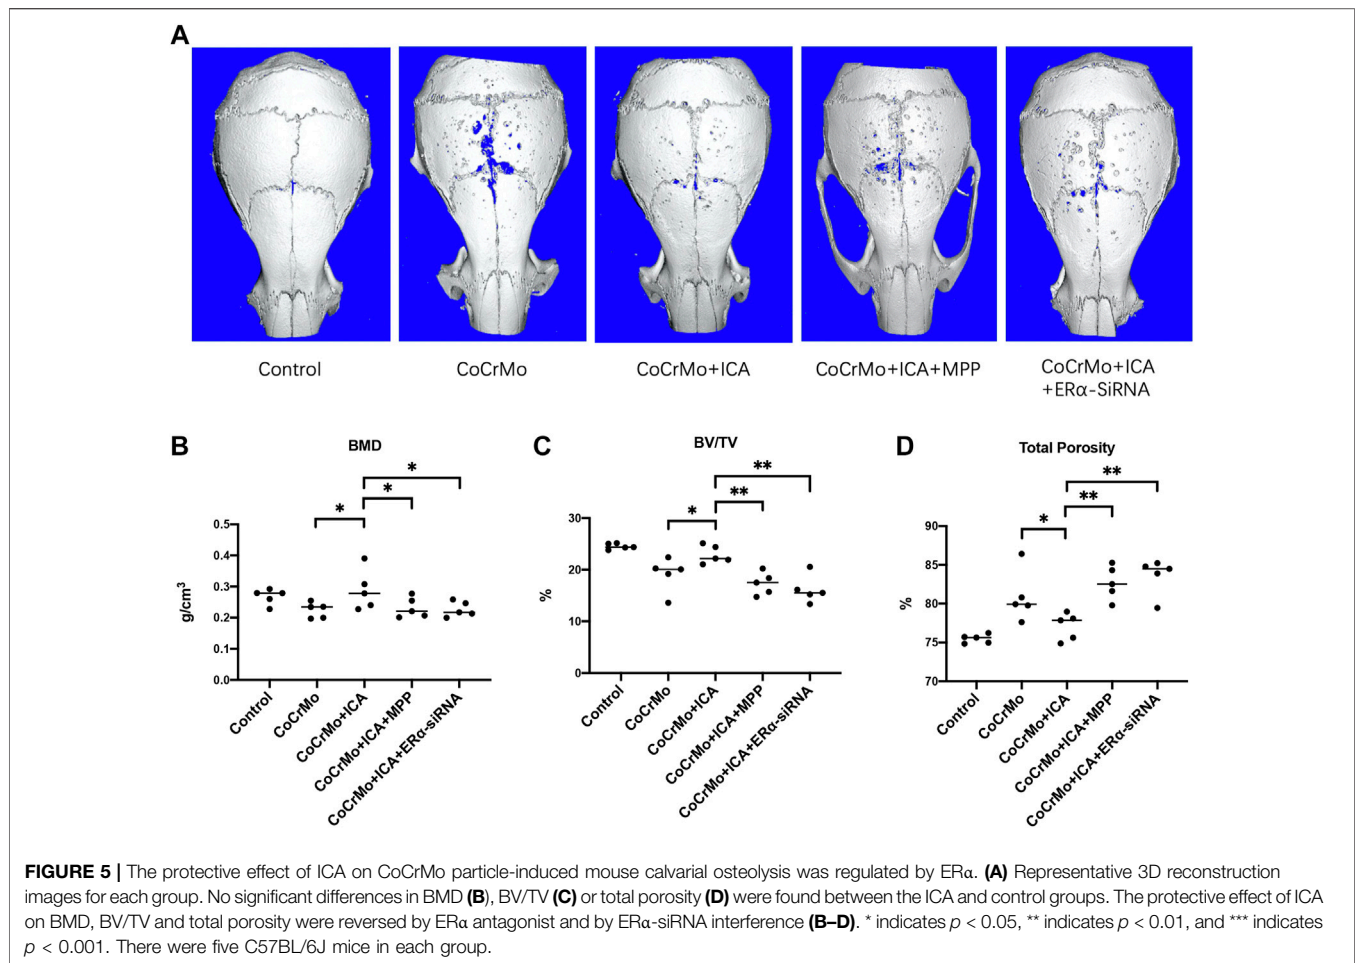 A
Control
CoCrMo
CoCrMo+ICA
CoCrMo+ICA+MPP
CoCrMo+ICA
+ERα-SiRNA
B
BMD
*
*
*
g/cm³
0.5
0.4
0.3
0.2
0.1
0.0
Control
CoCrMo
CoCrMo+ICA
CoCrMo+ICA+MPP
CoCrMo+ICA+ERα-siRNA
C
BV/TV
**
**
*
%
30
20
10
0
Control
CoCrMo
CoCrMo+ICA
CoCrMo+ICA+MPP
CoCrMo+ICA+ERα-siRNA
D
Total Porosity
**
**
*
%
90
85
80
75
70
Control
CoCrMo
CoCrMo+ICA
CoCrMo+ICA+MPP
CoCrMo+ICA+ERα-siRNA
FIGURE 5 | The protective effect of ICA on CoCrMo particle-induced mouse calvarial osteolysis was regulated by ERα. (A) Representative 3D reconstruction
images for each group. No significant differences in BMD (B), BV/TV (C) or total porosity (D) were found between the ICA and control groups. The protective effect of ICA
on BMD, BV/TV and total porosity were reversed by ERα antagonist and by ERα-siRNA interference (B–D). * indicates p < 0.05, ** indicates p < 0.01, and *** indicates
p < 0.001. There were five C57BL/6J mice in each group.